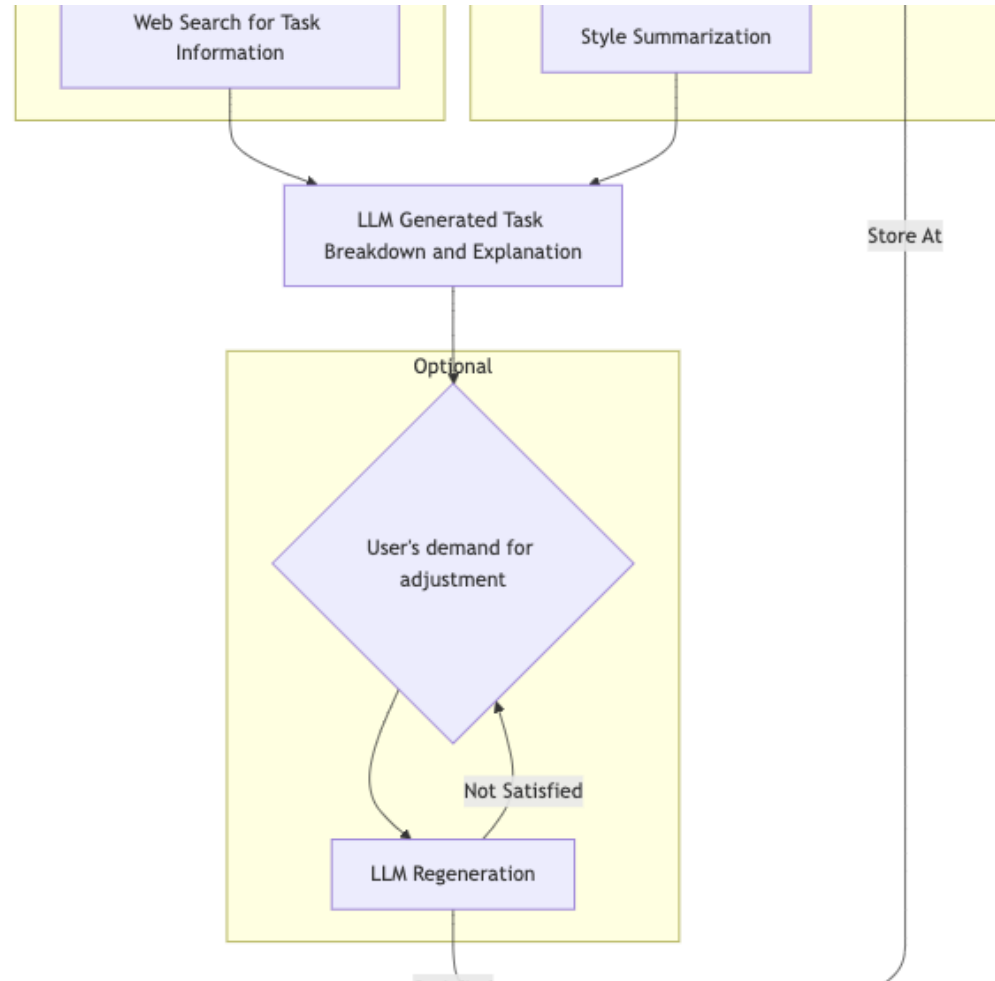 Web Search for Task
Information
Style Summarization
LLM Generated Task
Breakdown and Explanation
Store At
Optional
User's demand for
adjustment
Not Satisfied
LLM Regeneration